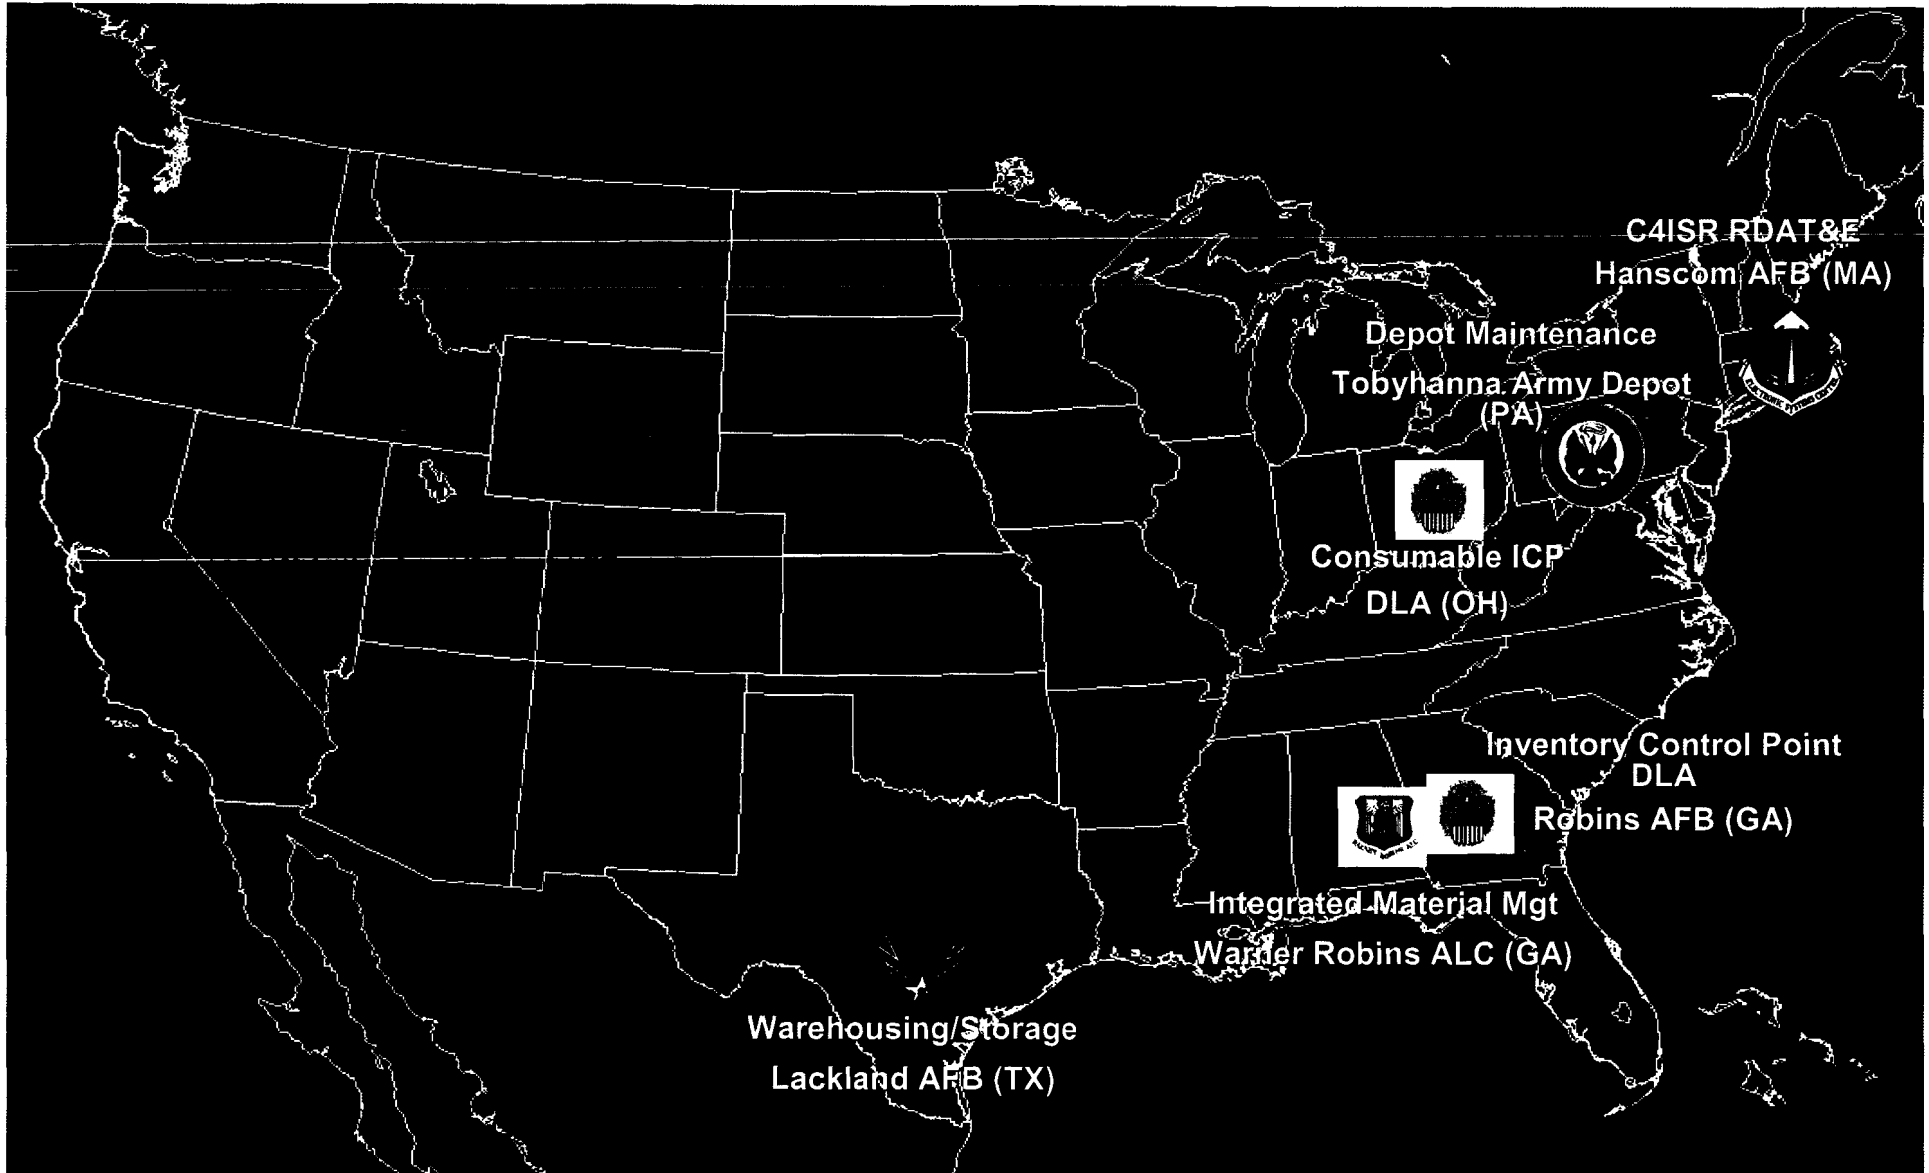 C4ISR RDAT&E
Hanscom AFB (MA)
Depot Maintenance
Tobyhanna Army Depot
(PA)
Consumable ICP
DLA (OH)
Inventory Control Point
DLA
Robins AFB (GA)
Integrated Material Mgt
Warner Robins ALC (GA)
Warehousing/Storage
Lackland AFB (TX)